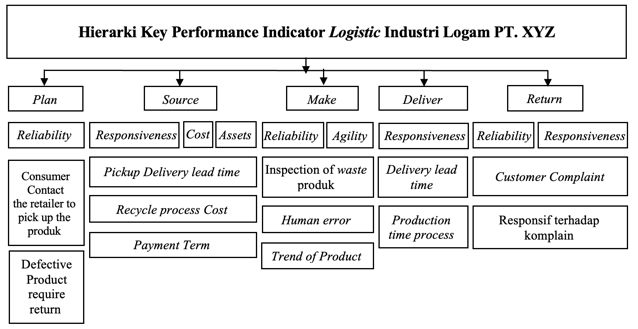 Hierarki Key Performance Indicator Logistic Industri Logam PT. XYZ
Plan
Source
Make
Deliver
Return
Reliability
Responsiveness
Cost
Assets
Reliability
Agility
Responsiveness
Reliability
Responsiveness
Consumer
Contact
the retailer to
pick up the
produk
Defective
Product
require
return
Pickup Delivery lead time
Recycle process Cost
Payment Term
Inspection of waste
produk
Human error
Trend of Product
Delivery lead
time
Production
time process
Customer Complaint
Responsif terhadap
komplain